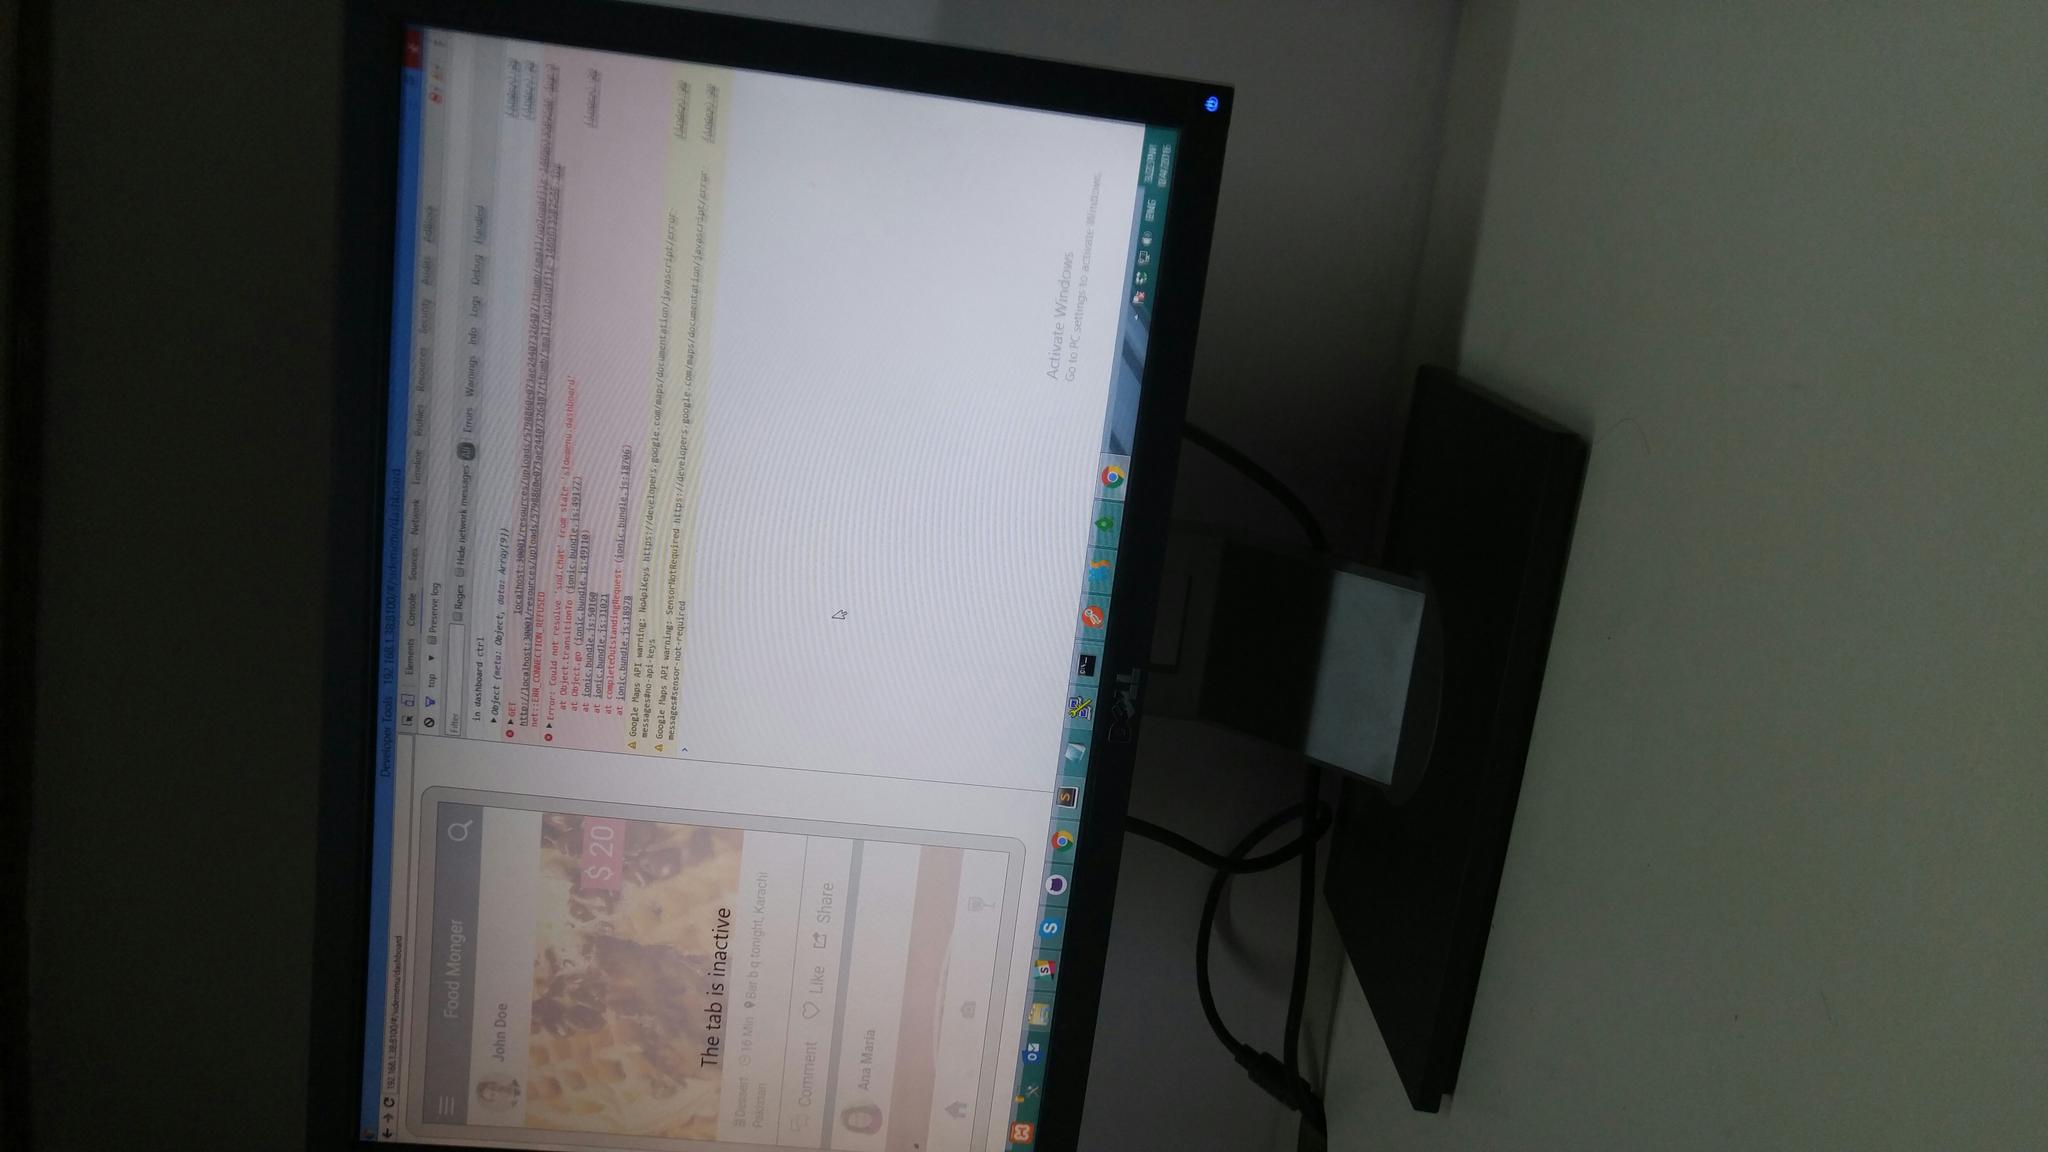 Developer Tools - 192.168.1.38:8100/#/sidemenu/dashboard
192.168.1.38:8100/#/sidemenu/dashboard
Food Monger
John Doe
$ 20
The tab is inactive
Dessert 16 Min Bar b q tonight, Karachi
Pakistan
Comment Like Share
Ana Maria
Elements Console Sources Network Timeline Profiles Resources Security Audits AdBlock
top Preserve log
Filter Regex Hide network messages All Errors Warnings Info Logs Debug Handled
in dashboard ctrl
Object {meta: Object, data: Array[9]}
GET
net::ERR_CONNECTION_REFUSED
Error: Could not resolve 'snd.chat' from state 'sidemenu.dashboard'
at Object.transitionTo (ionic.bundle.js:49177)
at Object.go (ionic.bundle.js:49110)
at ionic.bundle.js:50160
at ionic.bundle.js:31021
at completeOutstandingRequest (ionic.bundle.js:18706)
at ionic.bundle.js:18978
Google Maps API warning: NoApiKeys https://developers.google.com/maps/documentation/javascript/error-
messages#no-api-keys
Google Maps API warning: SensorNotRequired https://developers.google.com/maps/documentation/javascript/error-
messages#sensor-not-required
Activate Windows
Go to PC settings to activate Windows.
ENG
DELL